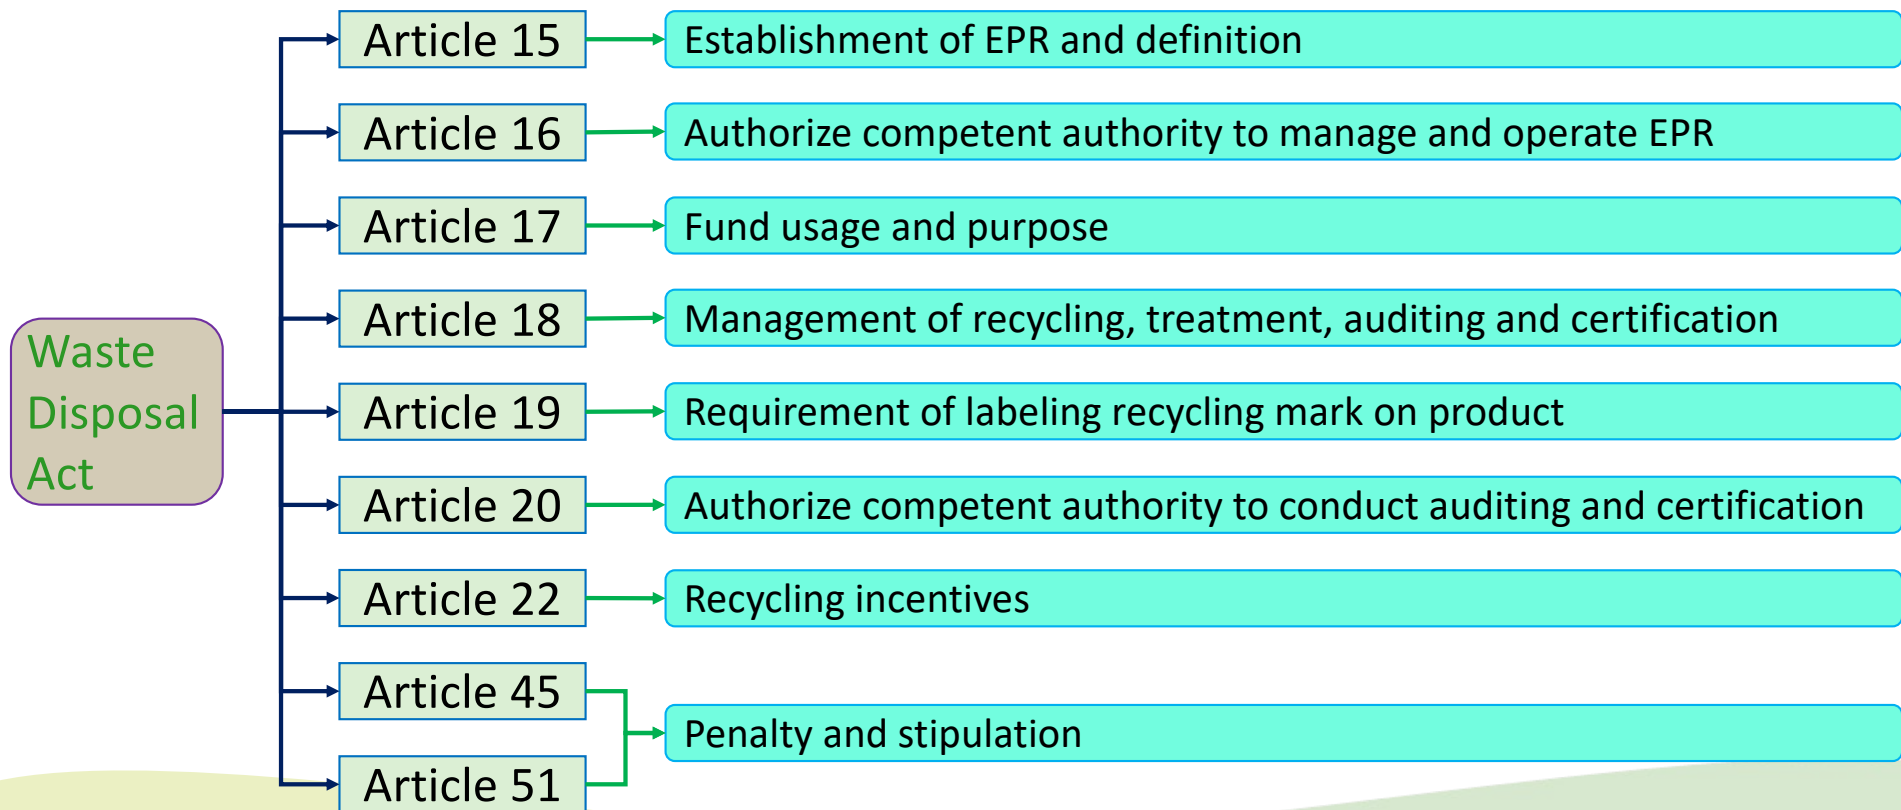 Waste
Disposal
Act
Article 15
Establishment of EPR and definition
Article 16
Authorize competent authority to manage and operate EPR
Article 17
Fund usage and purpose
Article 18
Management of recycling, treatment, auditing and certification
Article 19
Requirement of labeling recycling mark on product
Article 20
Authorize competent authority to conduct auditing and certification
Article 22
Recycling incentives
Article 45
Article 51
Penalty and stipulation